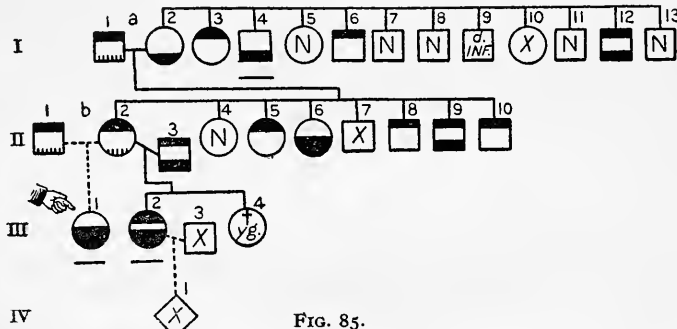 1 a 2 3 4 5 6 7 8 9 10 11 12 13
I N N N d. INF. X N N
1 b 2 3 4 5 6 7 8 9 10
II N X
1 2 3 4
III X † yg.
1
IV X
FIG. 85.